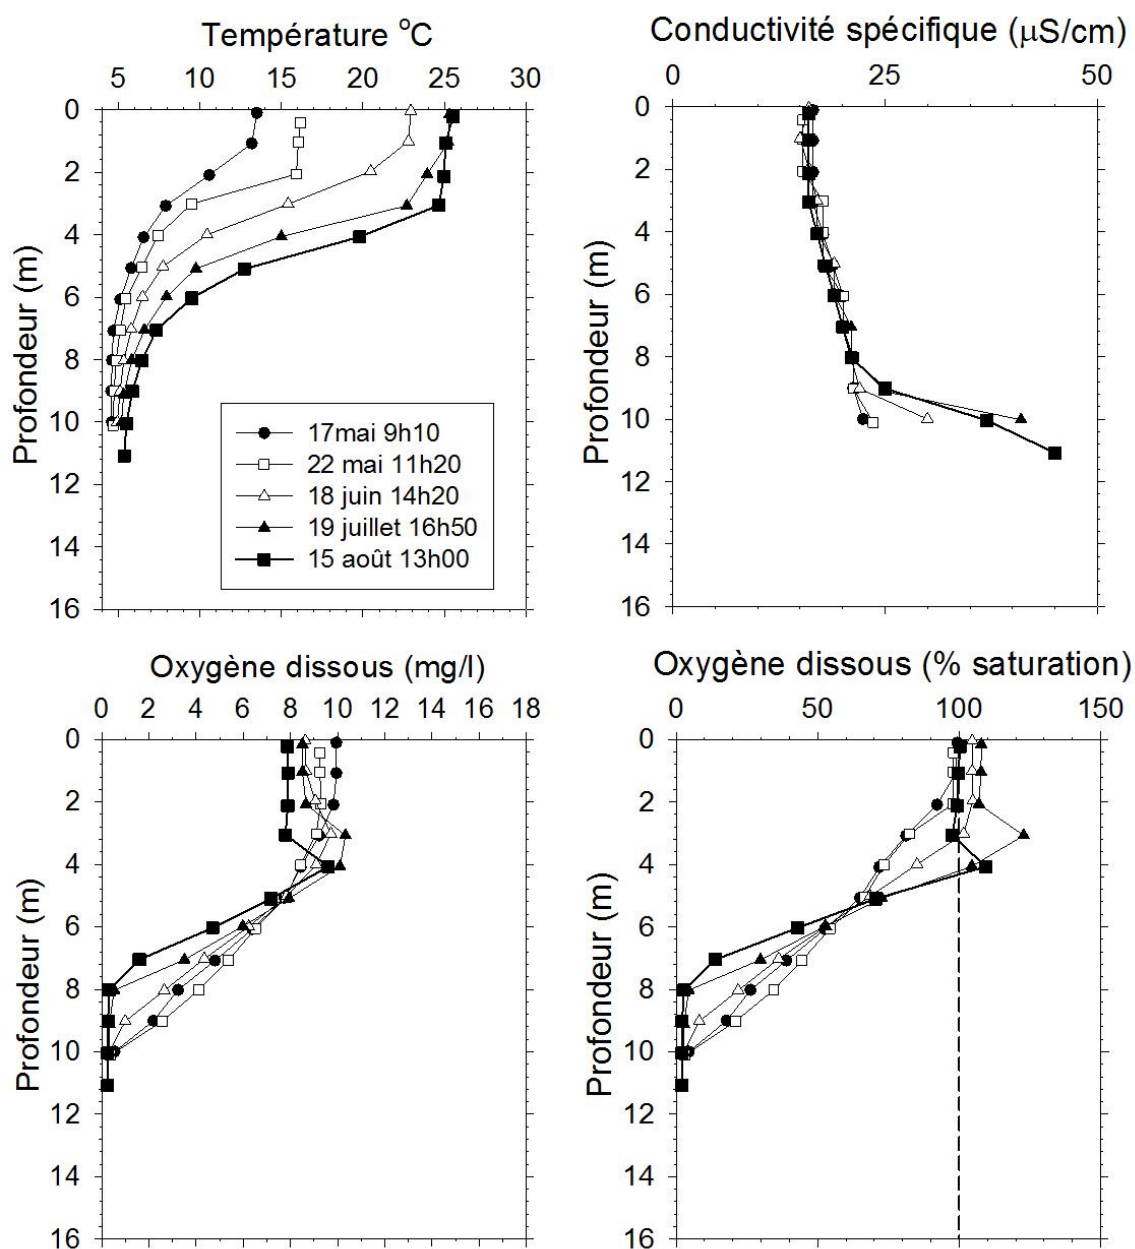 Température °C
5 10 15 20 25 30
0
2
4
6
8
10
12
14
16
Profondeur (m)
17mai 9h10
22 mai 11h20
18 juin 14h20
19 juillet 16h50
15 août 13h00
Conductivité spécifique (µS/cm)
0 25 50
0
2
4
6
8
10
12
14
16
Profondeur (m)
Oxygène dissous (mg/l)
0 2 4 6 8 10 12 14 16 18
0
2
4
6
8
10
12
14
16
Profondeur (m)
Oxygène dissous (% saturation)
0 50 100 150
0
2
4
6
8
10
12
14
16
Profondeur (m)